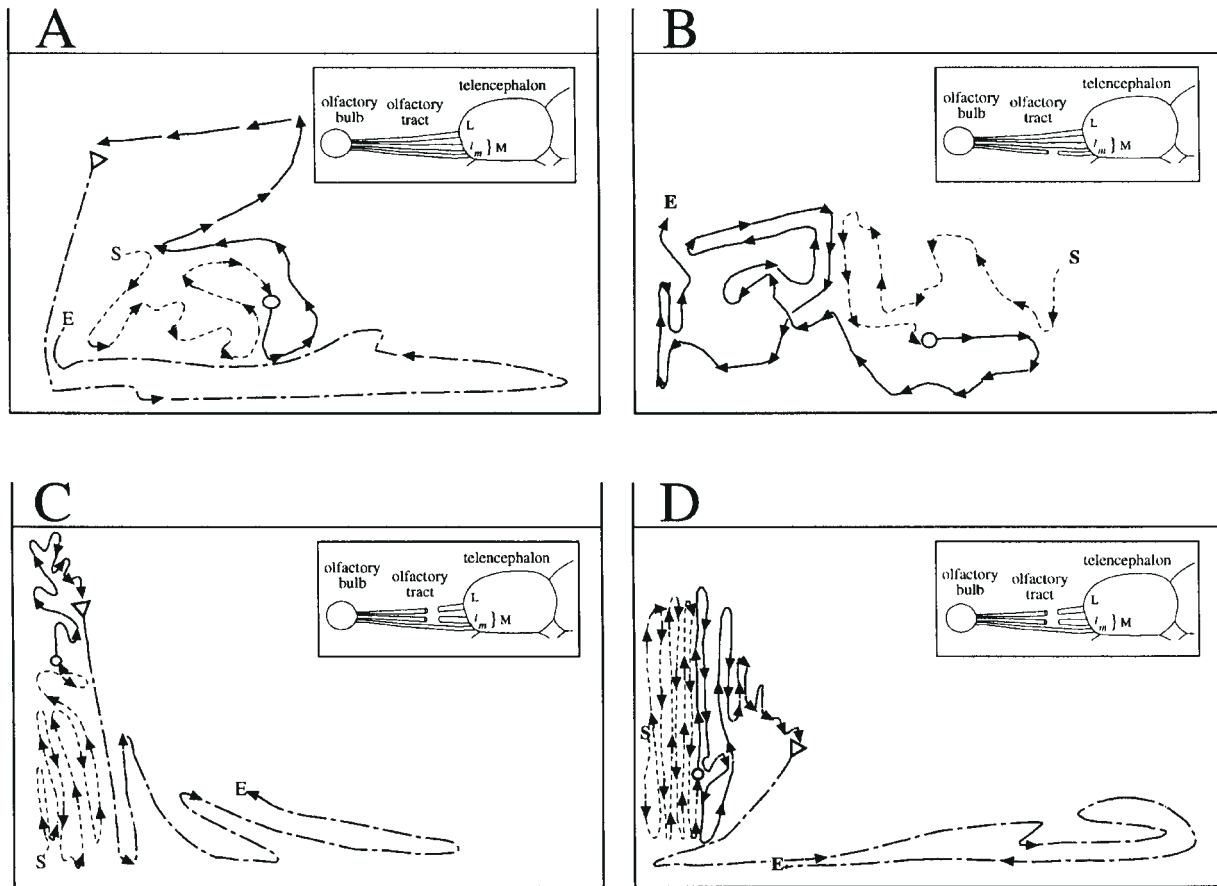 A
telencephalon
olfactory olfactory
bulb tract
L
l
m } M
S
E
B
telencephalon
olfactory olfactory
bulb tract
L
l
m } M
E
S
C
telencephalon
olfactory olfactory
bulb tract
L
l
m } M
E
S
D
telencephalon
olfactory olfactory
bulb tract
L
l
m } M
S
E